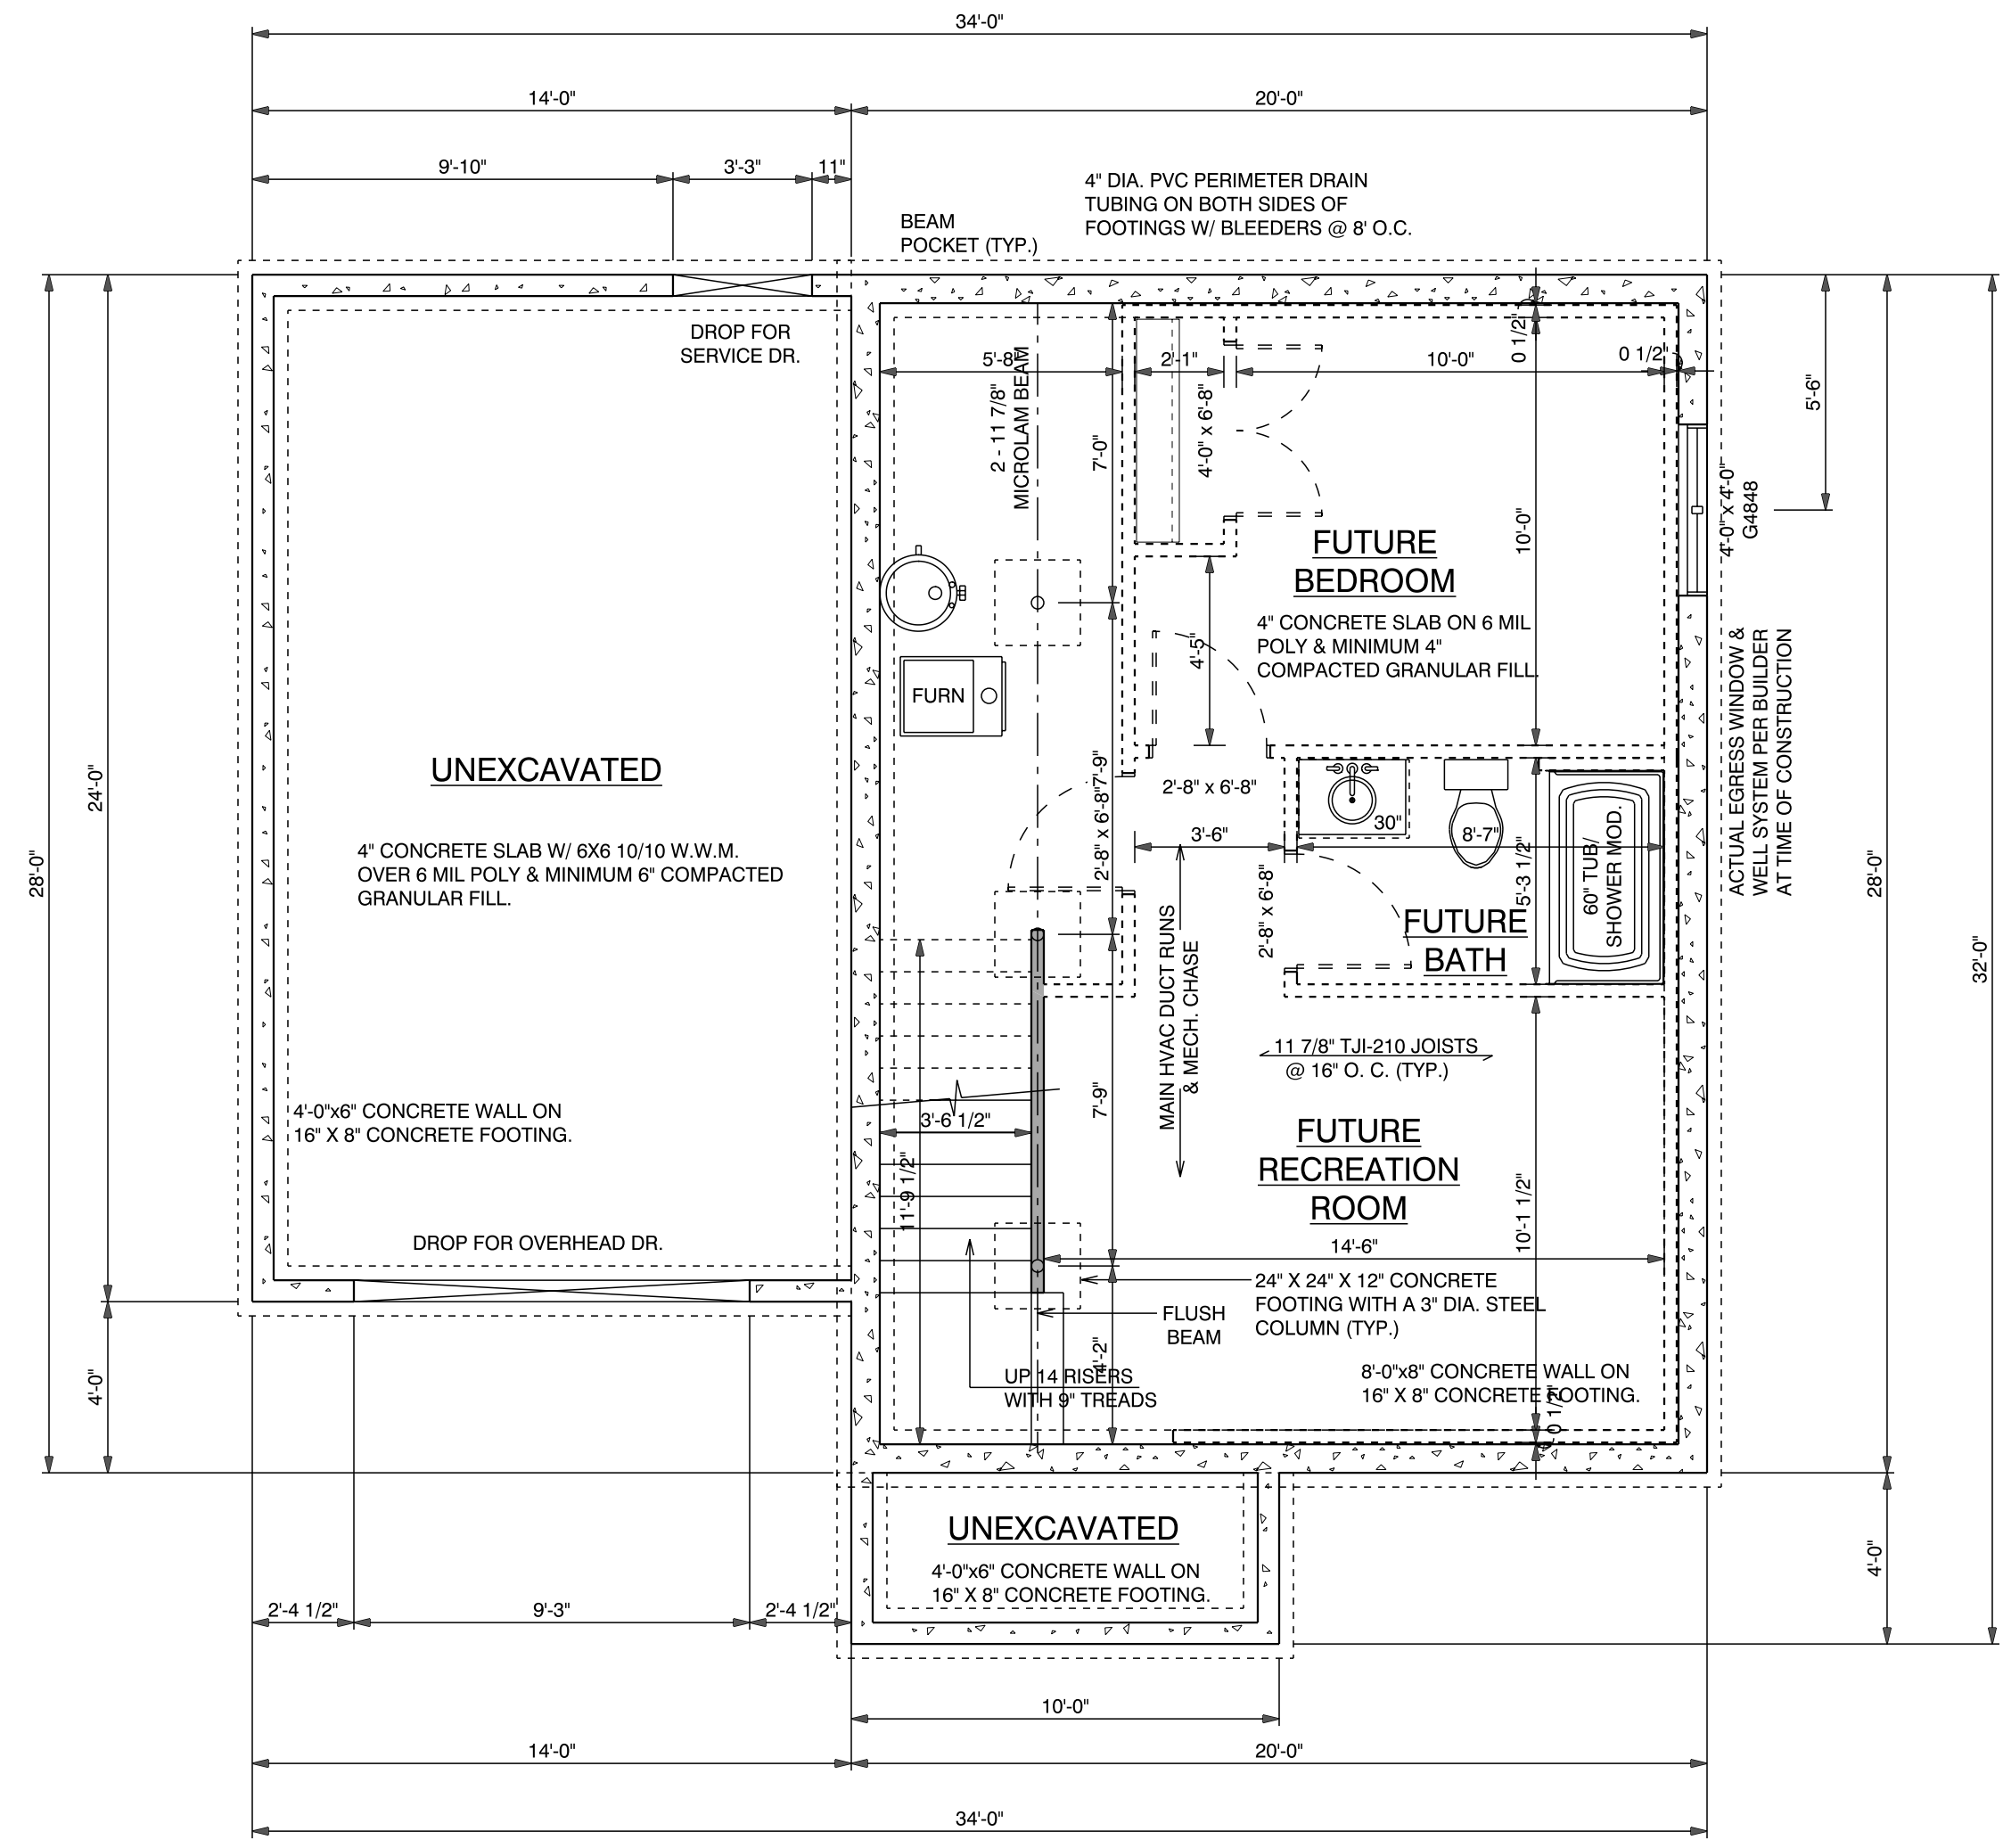 34'-0"
14'-0"
20'-0"
9'-10"
3'-3"
11"
4" DIA. PVC PERIMETER DRAIN
TUBING ON BOTH SIDES OF
FOOTINGS W/ BLEEDERS @ 8' O.C.
BEAM
POCKET (TYP.)
DROP FOR
SERVICE DR.
5'-8"
2 - 11 7/8"
MICROLAM BEAM
7'-0"
2'-1"
4'-0" x 6'-8"
10'-0"
0 1/2"
0 1/2"
5'-6"
4'-0" x 4'-0"
G4848
10'-0"
FUTURE
BEDROOM
4" CONCRETE SLAB ON 6 MIL
POLY & MINIMUM 4"
COMPACTED GRANULAR FILL.
4'-5"
FURN
ACTUAL EGRESS WINDOW &
WELL SYSTEM PER BUILDER
AT TIME OF CONSTRUCTION
UNEXCAVATED
4" CONCRETE SLAB W/ 6X6 10/10 W.W.M.
OVER 6 MIL POLY & MINIMUM 6" COMPACTED
GRANULAR FILL.
24'-0"
28'-0"
7'-9"
2'-8" x 6'-8"
2'-8" x 6'-8"
3'-6"
30"
8'-7"
5'-3 1/2"
60" TUB/
SHOWER MOD.
2'-8" x 6'-8"
FUTURE
BATH
28'-0"
32'-0"
MAIN HVAC DUCT RUNS
& MECH. CHASE
11 7/8" TJI-210 JOISTS
@ 16" O. C. (TYP.)
4'-0"x6" CONCRETE WALL ON
16" X 8" CONCRETE FOOTING.
3'-6 1/2"
7'-9"
11'-9 1/2"
FUTURE
RECREATION
ROOM
10'-1 1/2"
14'-6"
DROP FOR OVERHEAD DR.
24" X 24" X 12" CONCRETE
FOOTING WITH A 3" DIA. STEEL
COLUMN (TYP.)
FLUSH
BEAM
4'-2"
UP 14 RISERS
WITH 9" TREADS
8'-0"x8" CONCRETE WALL ON
16" X 8" CONCRETE FOOTING.
0 1/2"
4'-0"
UNEXCAVATED
4'-0"x6" CONCRETE WALL ON
16" X 8" CONCRETE FOOTING.
4'-0"
2'-4 1/2"
9'-3"
2'-4 1/2"
10'-0"
14'-0"
20'-0"
34'-0"